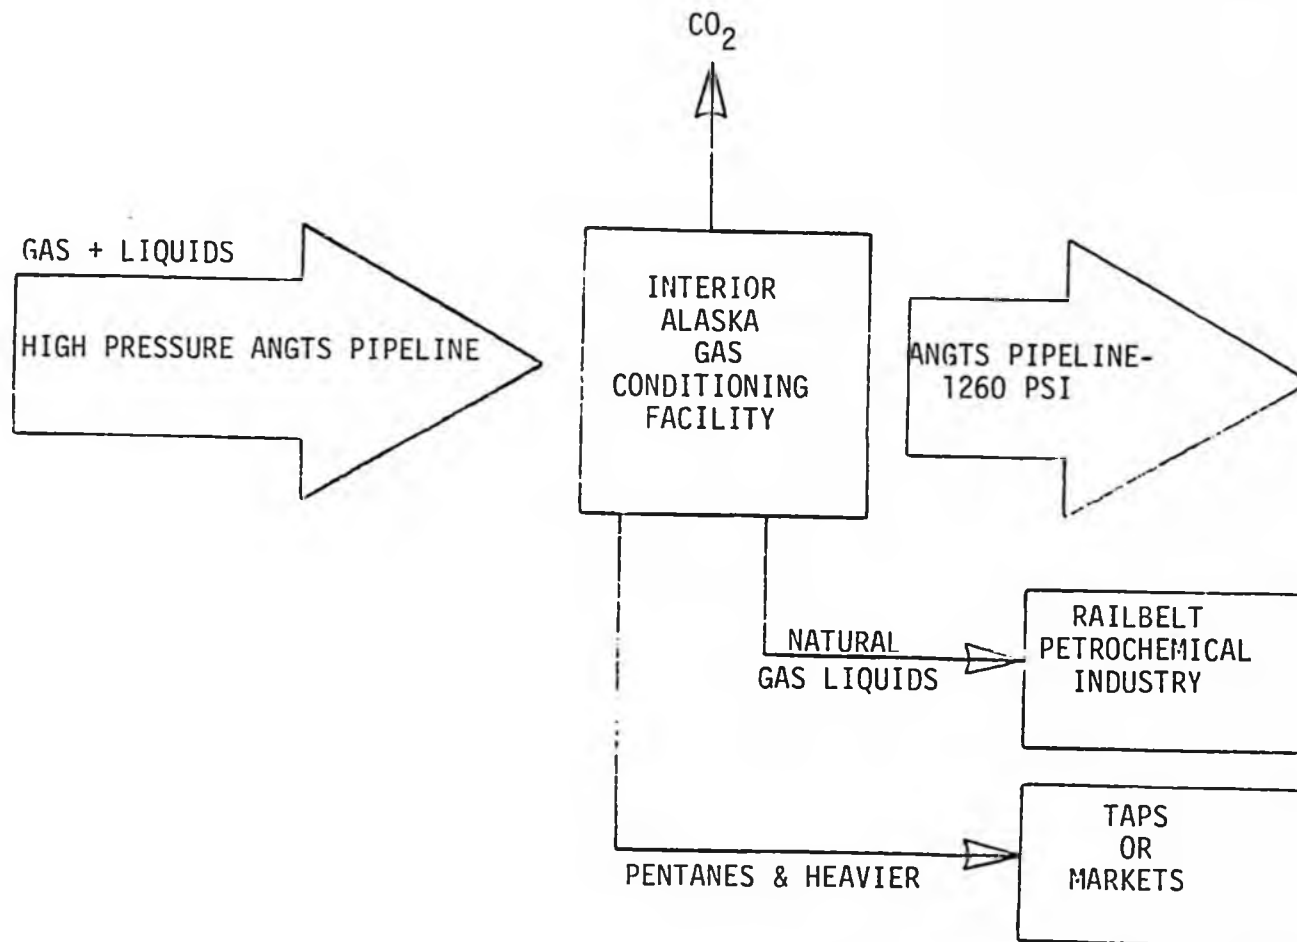 CO2
GAS + LIQUIDS
HIGH PRESSURE ANGTS PIPELINE
INTERIOR
ALASKA
GAS
CONDITIONING
FACILITY
ANGTS PIPELINE-
1260 PSI
NATURAL
GAS LIQUIDS
RAILBELT
PETROCHEMICAL
INDUSTRY
PENTANES & HEAVIER
TAPS
OR
MARKETS